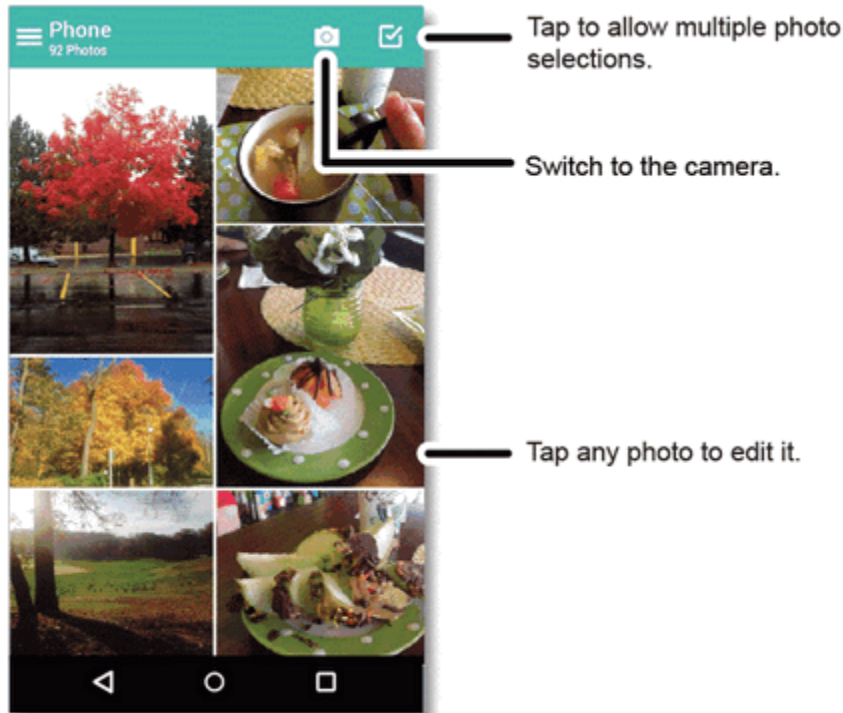 Phone
92 Photos
Tap to allow multiple photo
selections.
Switch to the camera.
Tap any photo to edit it.